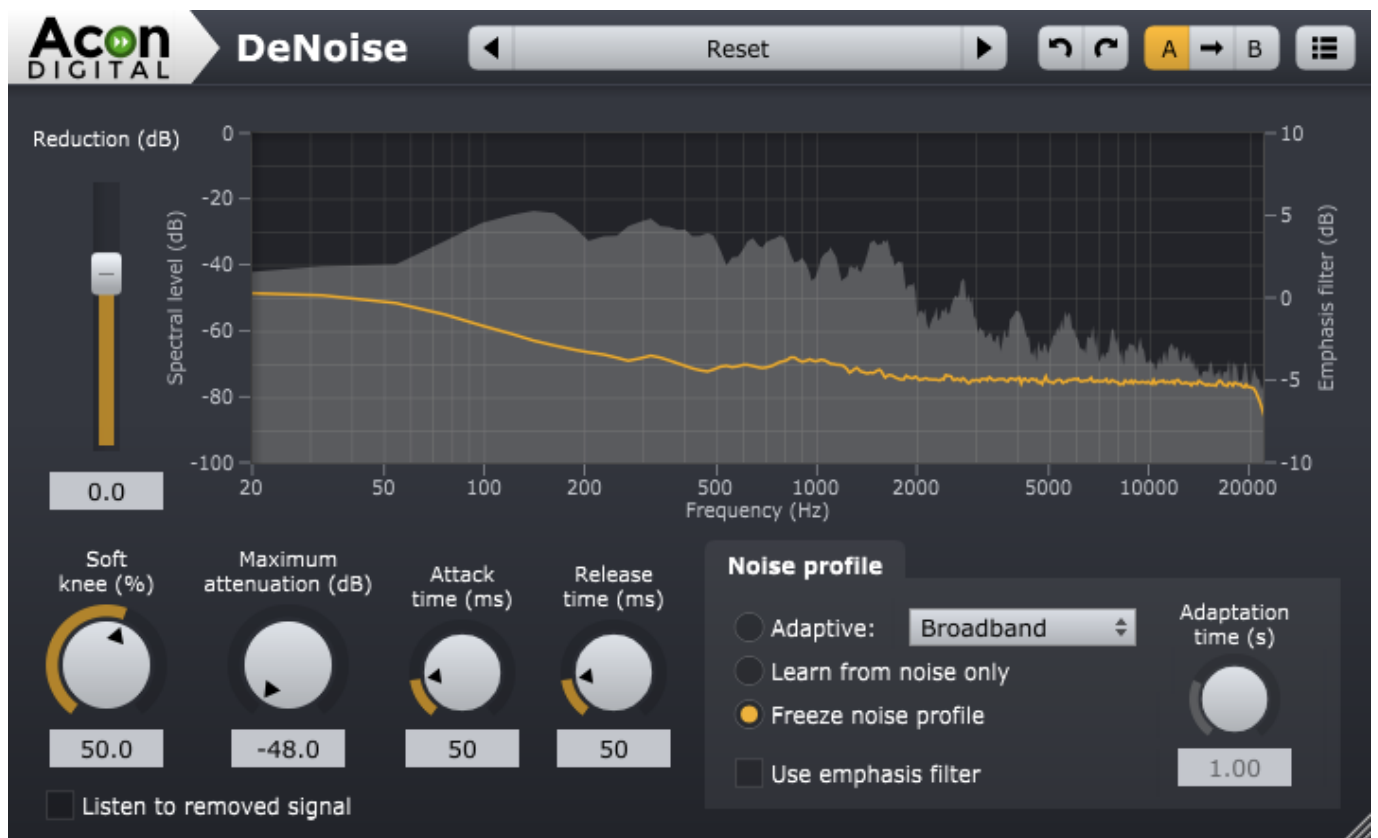 Acon
DIGITAL
DeNoise
Reset
A
B
Reduction (dB)
0.0
Spectral level (dB)
0
-20
-40
-60
-80
-100
10
5
0
-5
-10
Emphasis filter (dB)
20 50 100 200 500 1000 2000 5000 10000 20000
Frequency (Hz)
Soft
knee (%)
50.0
Maximum
attenuation (dB)
-48.0
Attack
time (ms)
50
Release
time (ms)
50
Listen to removed signal
Noise profile
Adaptive: Broadband
Learn from noise only
Freeze noise profile
Use emphasis filter
Adaptation
time (s)
1.00